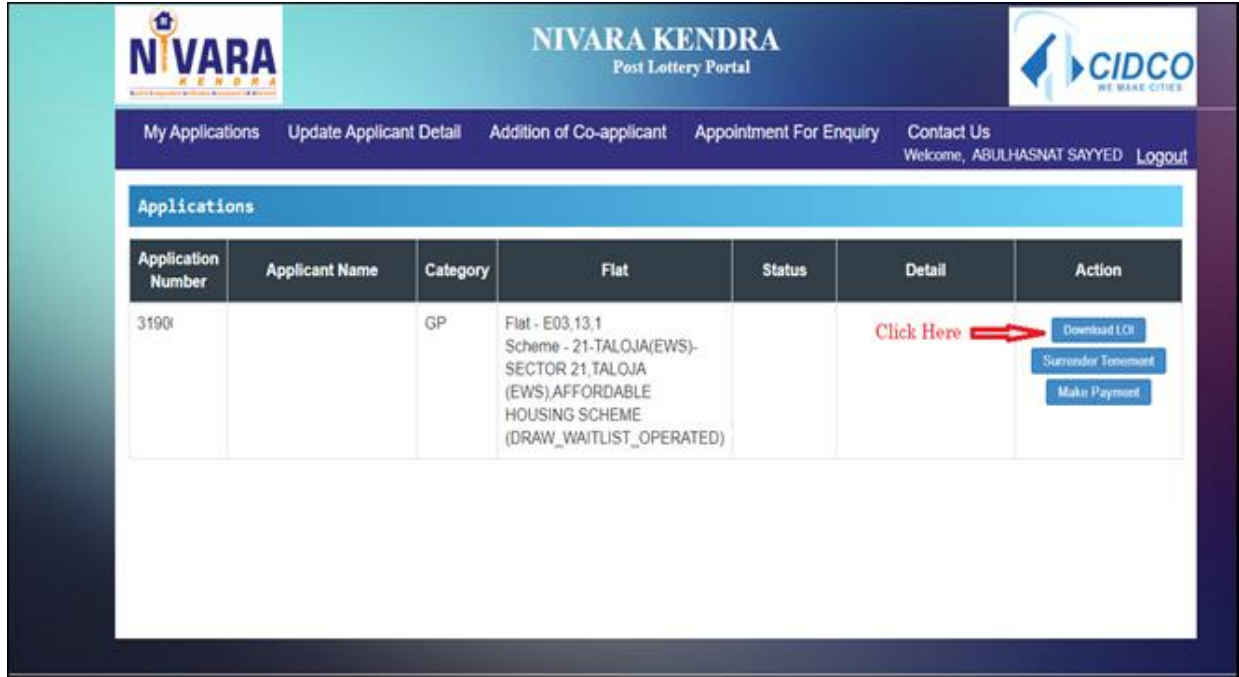 NIVARA
KENDRA
NIVARA KENDRA
Post Lottery Portal
CIDCO
WE MAKE CITIES
My Applications Update Applicant Detail Addition of Co-applicant Appointment For Enquiry Contact Us
Welcome, ABULHASNAT SAYYED Logout
Applications
Application Number Applicant Name Category Flat Status Detail Action
3190
GP
Flat - E03,13,1
Scheme - 21-TALOJA(EWS)-
SECTOR 21,TALOJA
(EWS),AFFORDABLE
HOUSING SCHEME
(DRAW_WAITLIST_OPERATED)
Click Here
Download LOI
Surrender Tenement
Make Payment